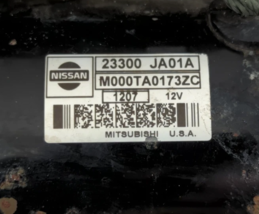 NISSAN
23300 JA01A
M000TA0173ZC
1207 12V
MITSUBISHI U.S.A.